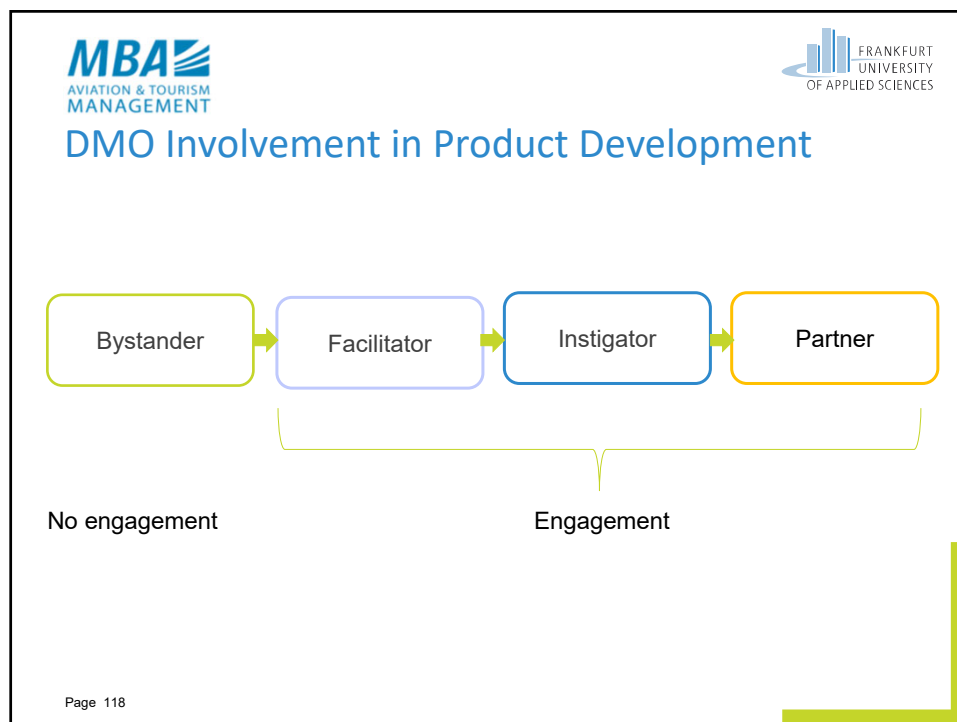 MBA
AVIATION & TOURISM
MANAGEMENT
FRANKFURT
UNIVERSITY
OF APPLIED SCIENCES
DMO Involvement in Product Development
Bystander
Facilitator
Instigator
Partner
No engagement
Engagement
Page 118